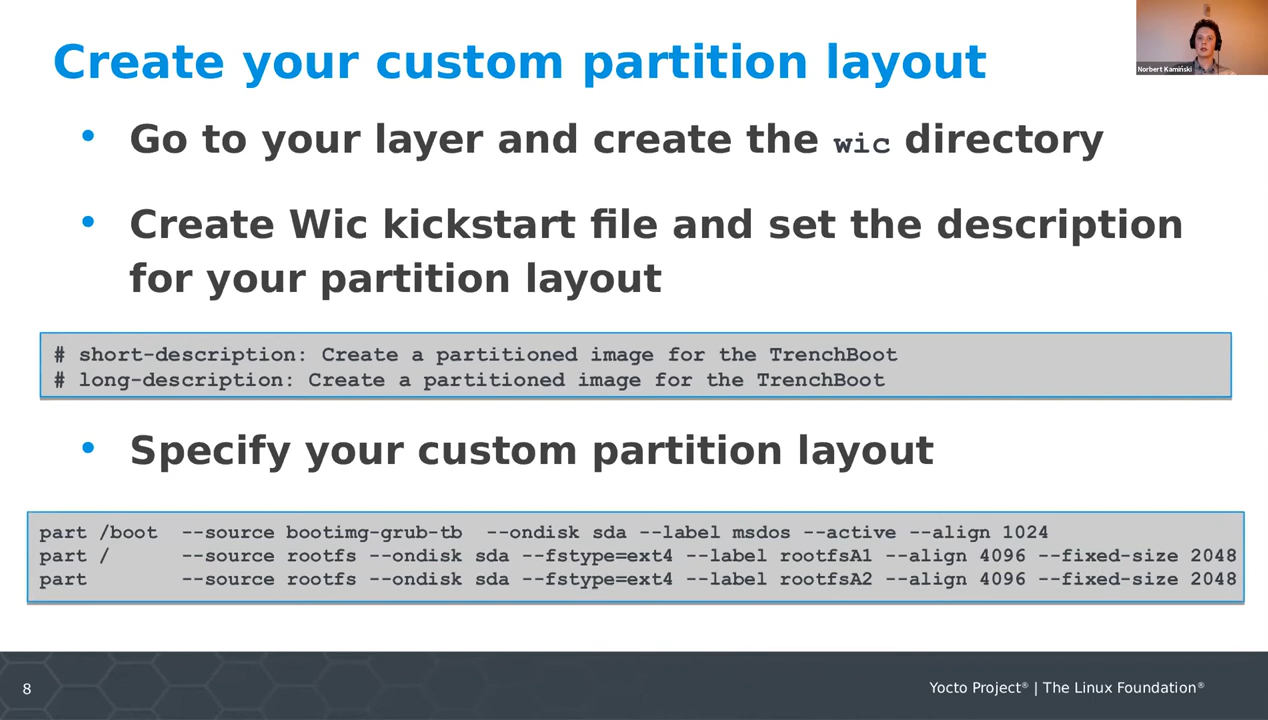 Create your custom partition layout
Norbert Kamiński
• Go to your layer and create the wic directory
• Create Wic kickstart file and set the description
for your partition layout
# short-description: Create a partitioned image for the TrenchBoot
# long-description: Create a partitioned image for the TrenchBoot
• Specify your custom partition layout
part /boot  --source bootimg-grub-tb  --ondisk sda --label msdos --active --align 1024
part /      --source rootfs --ondisk sda --fstype=ext4 --label rootfsA1 --align 4096 --fixed-size 2048
part        --source rootfs --ondisk sda --fstype=ext4 --label rootfsA2 --align 4096 --fixed-size 2048
8
Yocto Project® | The Linux Foundation®